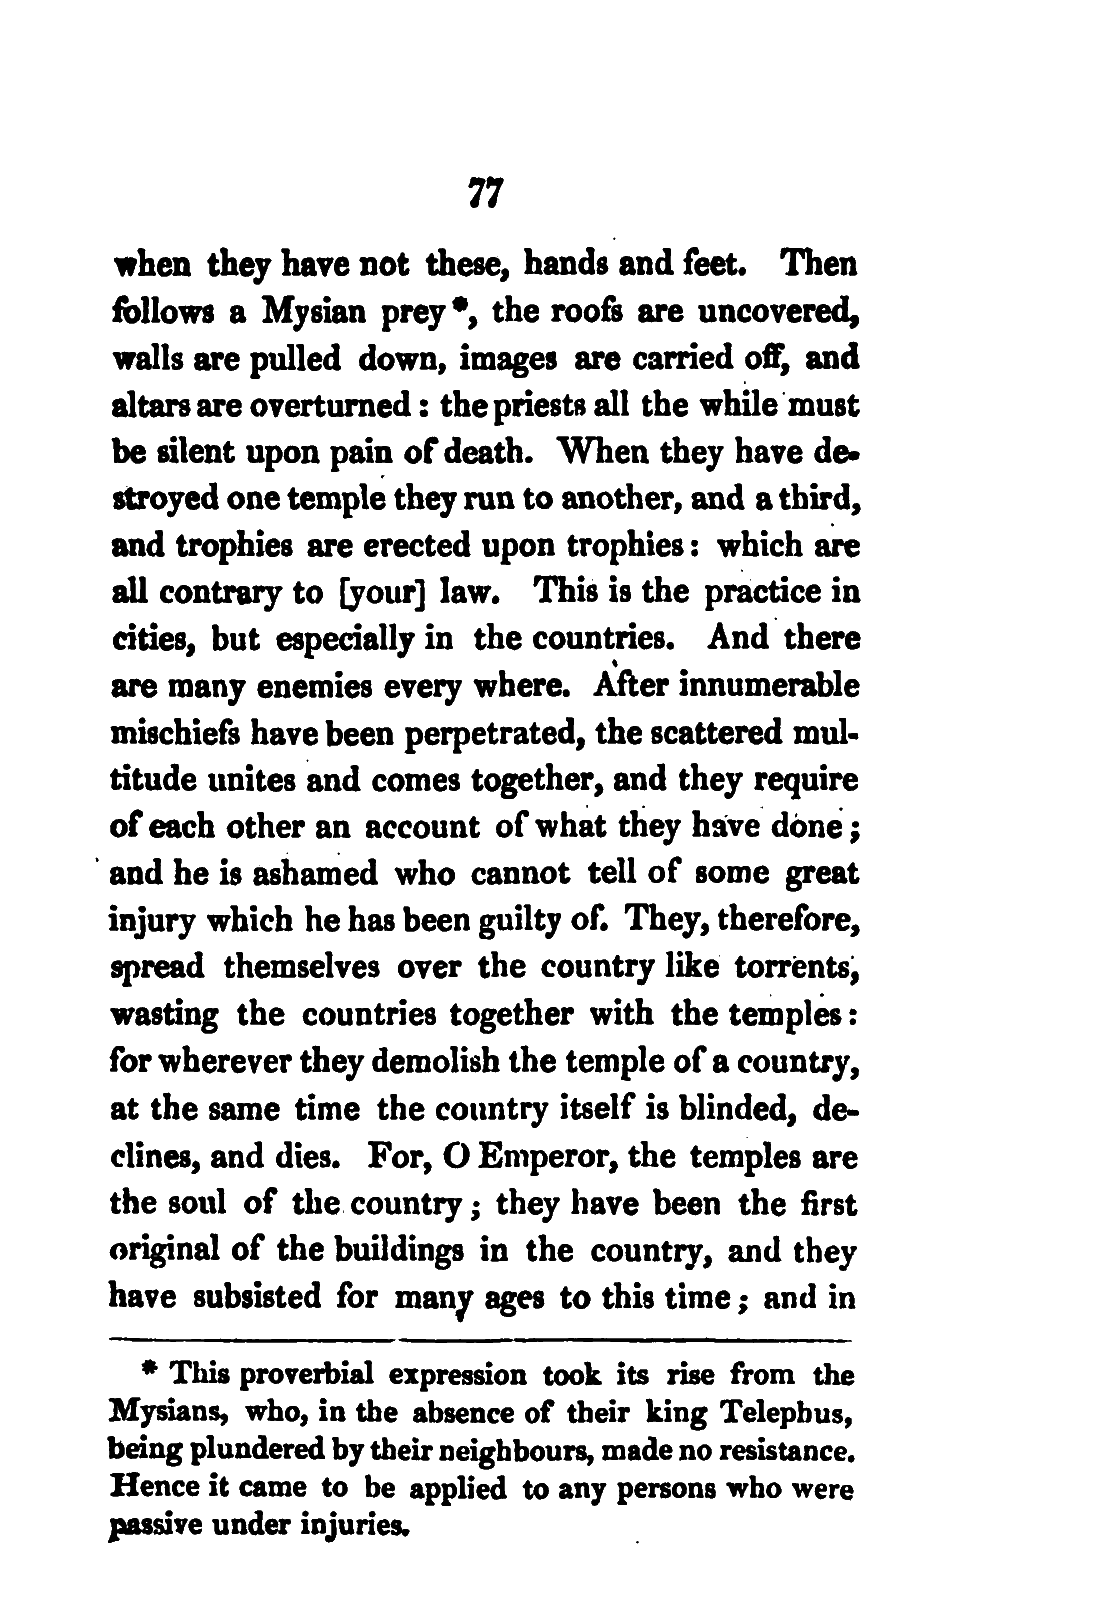 77
when they have not these, hands and feet. Then
follows a Mysian prey*, the roofs are uncovered,
walls are pulled down, images are carried off, and
altars are overturned : the priests all the while must
be silent upon pain of death. When they have de-
stroyed one temple they run to another, and a third,
and trophies are erected upon trophies : which are
all contrary to [your] law. This is the practice in
cities, but especially in the countries. And there
are many enemies every where. After innumerable
mischiefs have been perpetrated, the scattered mul-
titude unites and comes together, and they require
of each other an account of what they have done ;
and he is ashamed who cannot tell of some great
injury which he has been guilty of. They, therefore,
spread themselves over the country like torrents,
wasting the countries together with the temples :
for wherever they demolish the temple of a country,
at the same time the country itself is blinded, de-
clines, and dies. For, O Emperor, the temples are
the soul of the country ; they have been the first
original of the buildings in the country, and they
have subsisted for many ages to this time ; and in
* This proverbial expression took its rise from the
Mysians, who, in the absence of their king Telephus,
being plundered by their neighbours, made no resistance.
Hence it came to be applied to any persons who were
passive under injuries.